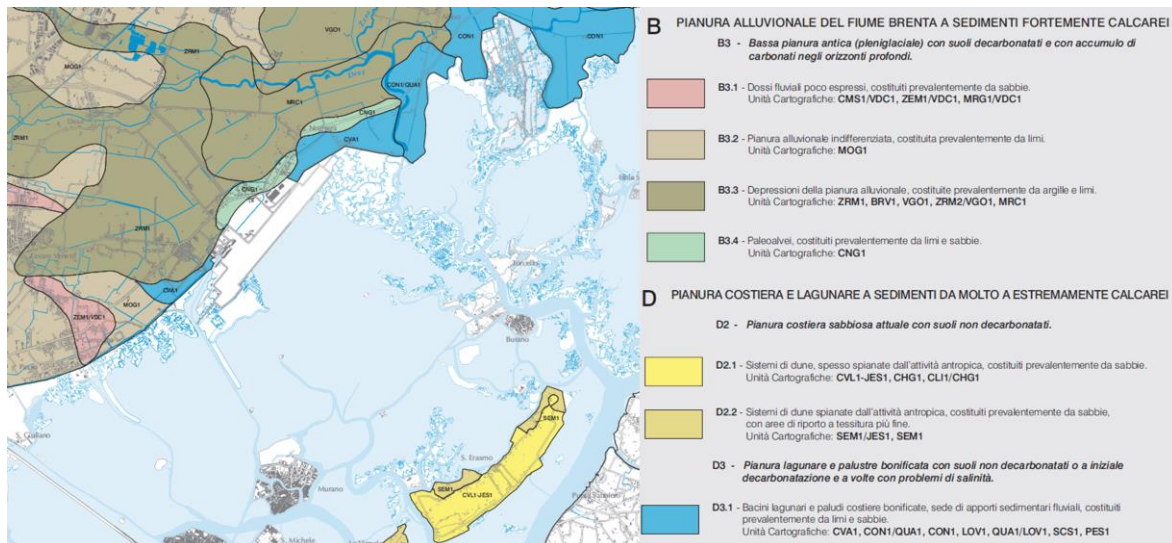 VGO1
CON1
CON1
ZRM1
MOG1
CON1/QUA1
MRC1
CNG1
CVA1
ZRM1
CNG1
ZRM1
MOG1
CVA1
ZEM1/VDC1
Burano
SEM1
S. Giuliano
S. Erasmo
SEM1
CVL1-JES1
Murano
S. Michele
B PIANURA ALLUVIONALE DEL FIUME BRENTA A SEDIMENTI FORTEMENTE CALCAREI
B3 - Bassa pianura antica (pleniglaciale) con suoli decarbonatati e con accumulo di
carbonati negli orizzonti profondi.
B3.1 - Dossi fluviali poco espressi, costituiti prevalentemente da sabbie.
Unità Cartografiche: CMS1/VDC1, ZEM1/VDC1, MRG1/VDC1
B3.2 - Pianura alluvionale indifferenziata, costituita prevalentemente da limi.
Unità Cartografiche: MOG1
B3.3 - Depressioni della pianura alluvionale, costituite prevalentemente da argille e limi.
Unità Cartografiche: ZRM1, BRV1, VGO1, ZRM2/VGO1, MRC1
B3.4 - Paleoalvei, costituiti prevalentemente da limi e sabbie.
Unità Cartografiche: CNG1
D PIANURA COSTIERA E LAGUNARE A SEDIMENTI DA MOLTO A ESTREMAMENTE CALCAREI
D2 - Pianura costiera sabbiosa attuale con suoli non decarbonatati.
D2.1 - Sistemi di dune, spesso spianate dall'attività antropica, costituiti prevalentemente da sabbie.
Unità Cartografiche: CVL1-JES1, CHG1, CLI1/CHG1
D2.2 - Sistemi di dune spianate dall'attività antropica, costituiti prevalentemente da sabbie,
con aree di riporto a tessitura più fine.
Unità Cartografiche: SEM1/JES1, SEM1
D3 - Pianura lagunare e palustre bonificata con suoli non decarbonatati o a iniziale
decarbonatazione e a volte con problemi di salinità.
D3.1 - Bacini lagunari e paludi costiere bonificate, sede di apporti sedimentari fluviali, costituiti
prevalentemente da limi e sabbie.
Unità Cartografiche: CVA1, CON1/QUA1, CON1, LOV1, QUA1/LOV1, SCS1, PES1